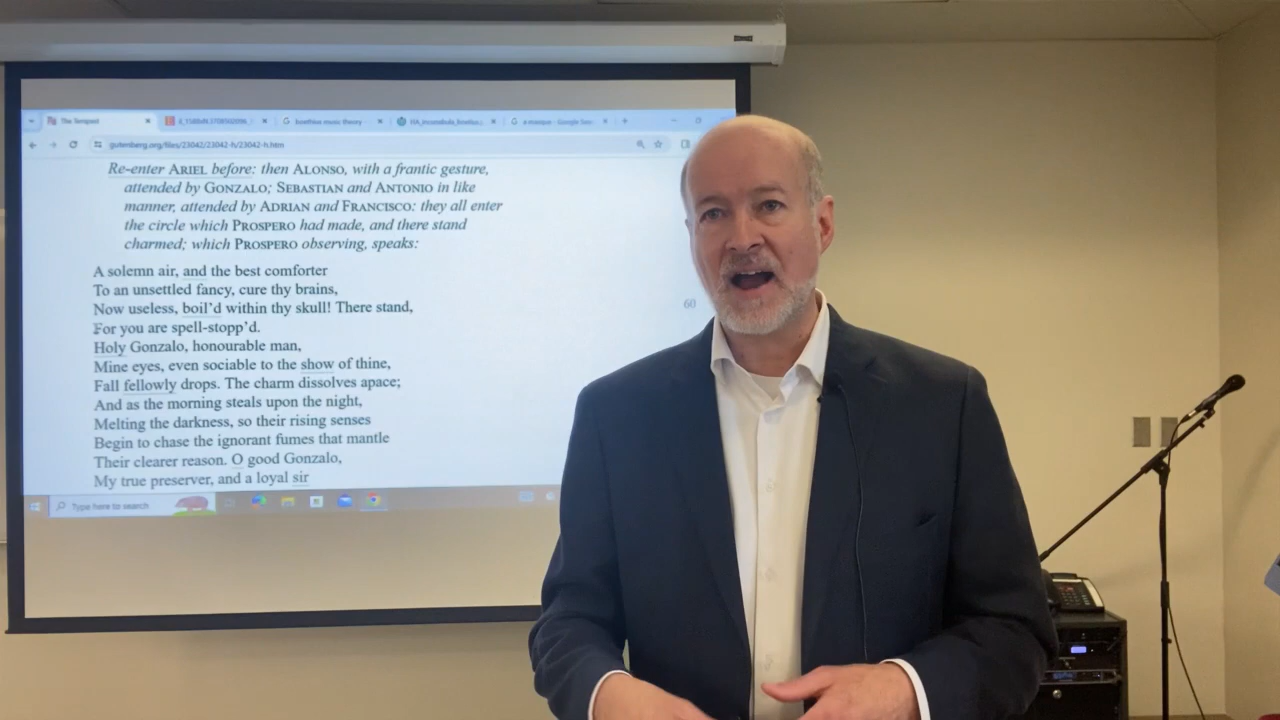 The Tempest
boethius music theory -
a masque - Google Sear
gutenberg.org/files/23042/23042-h/23042-h.htm
Re-enter ARIEL before: then ALONSO, with a frantic gesture,
attended by GONZALO; SEBASTIAN and ANTONIO in like
manner, attended by ADRIAN and FRANCISCO: they all enter
the circle which PROSPERO had made, and there stand
charmed; which PROSPERO observing, speaks:
A solemn air, and the best comforter
To an unsettled fancy, cure thy brains,
Now useless, boil’d within thy skull! There stand,
60
For you are spell-stopp’d.
Holy Gonzalo, honourable man,
Mine eyes, even sociable to the show of thine,
Fall fellowly drops. The charm dissolves apace;
And as the morning steals upon the night,
Melting the darkness, so their rising senses
Begin to chase the ignorant fumes that mantle
Their clearer reason. O good Gonzalo,
My true preserver, and a loyal sir
Type here to search